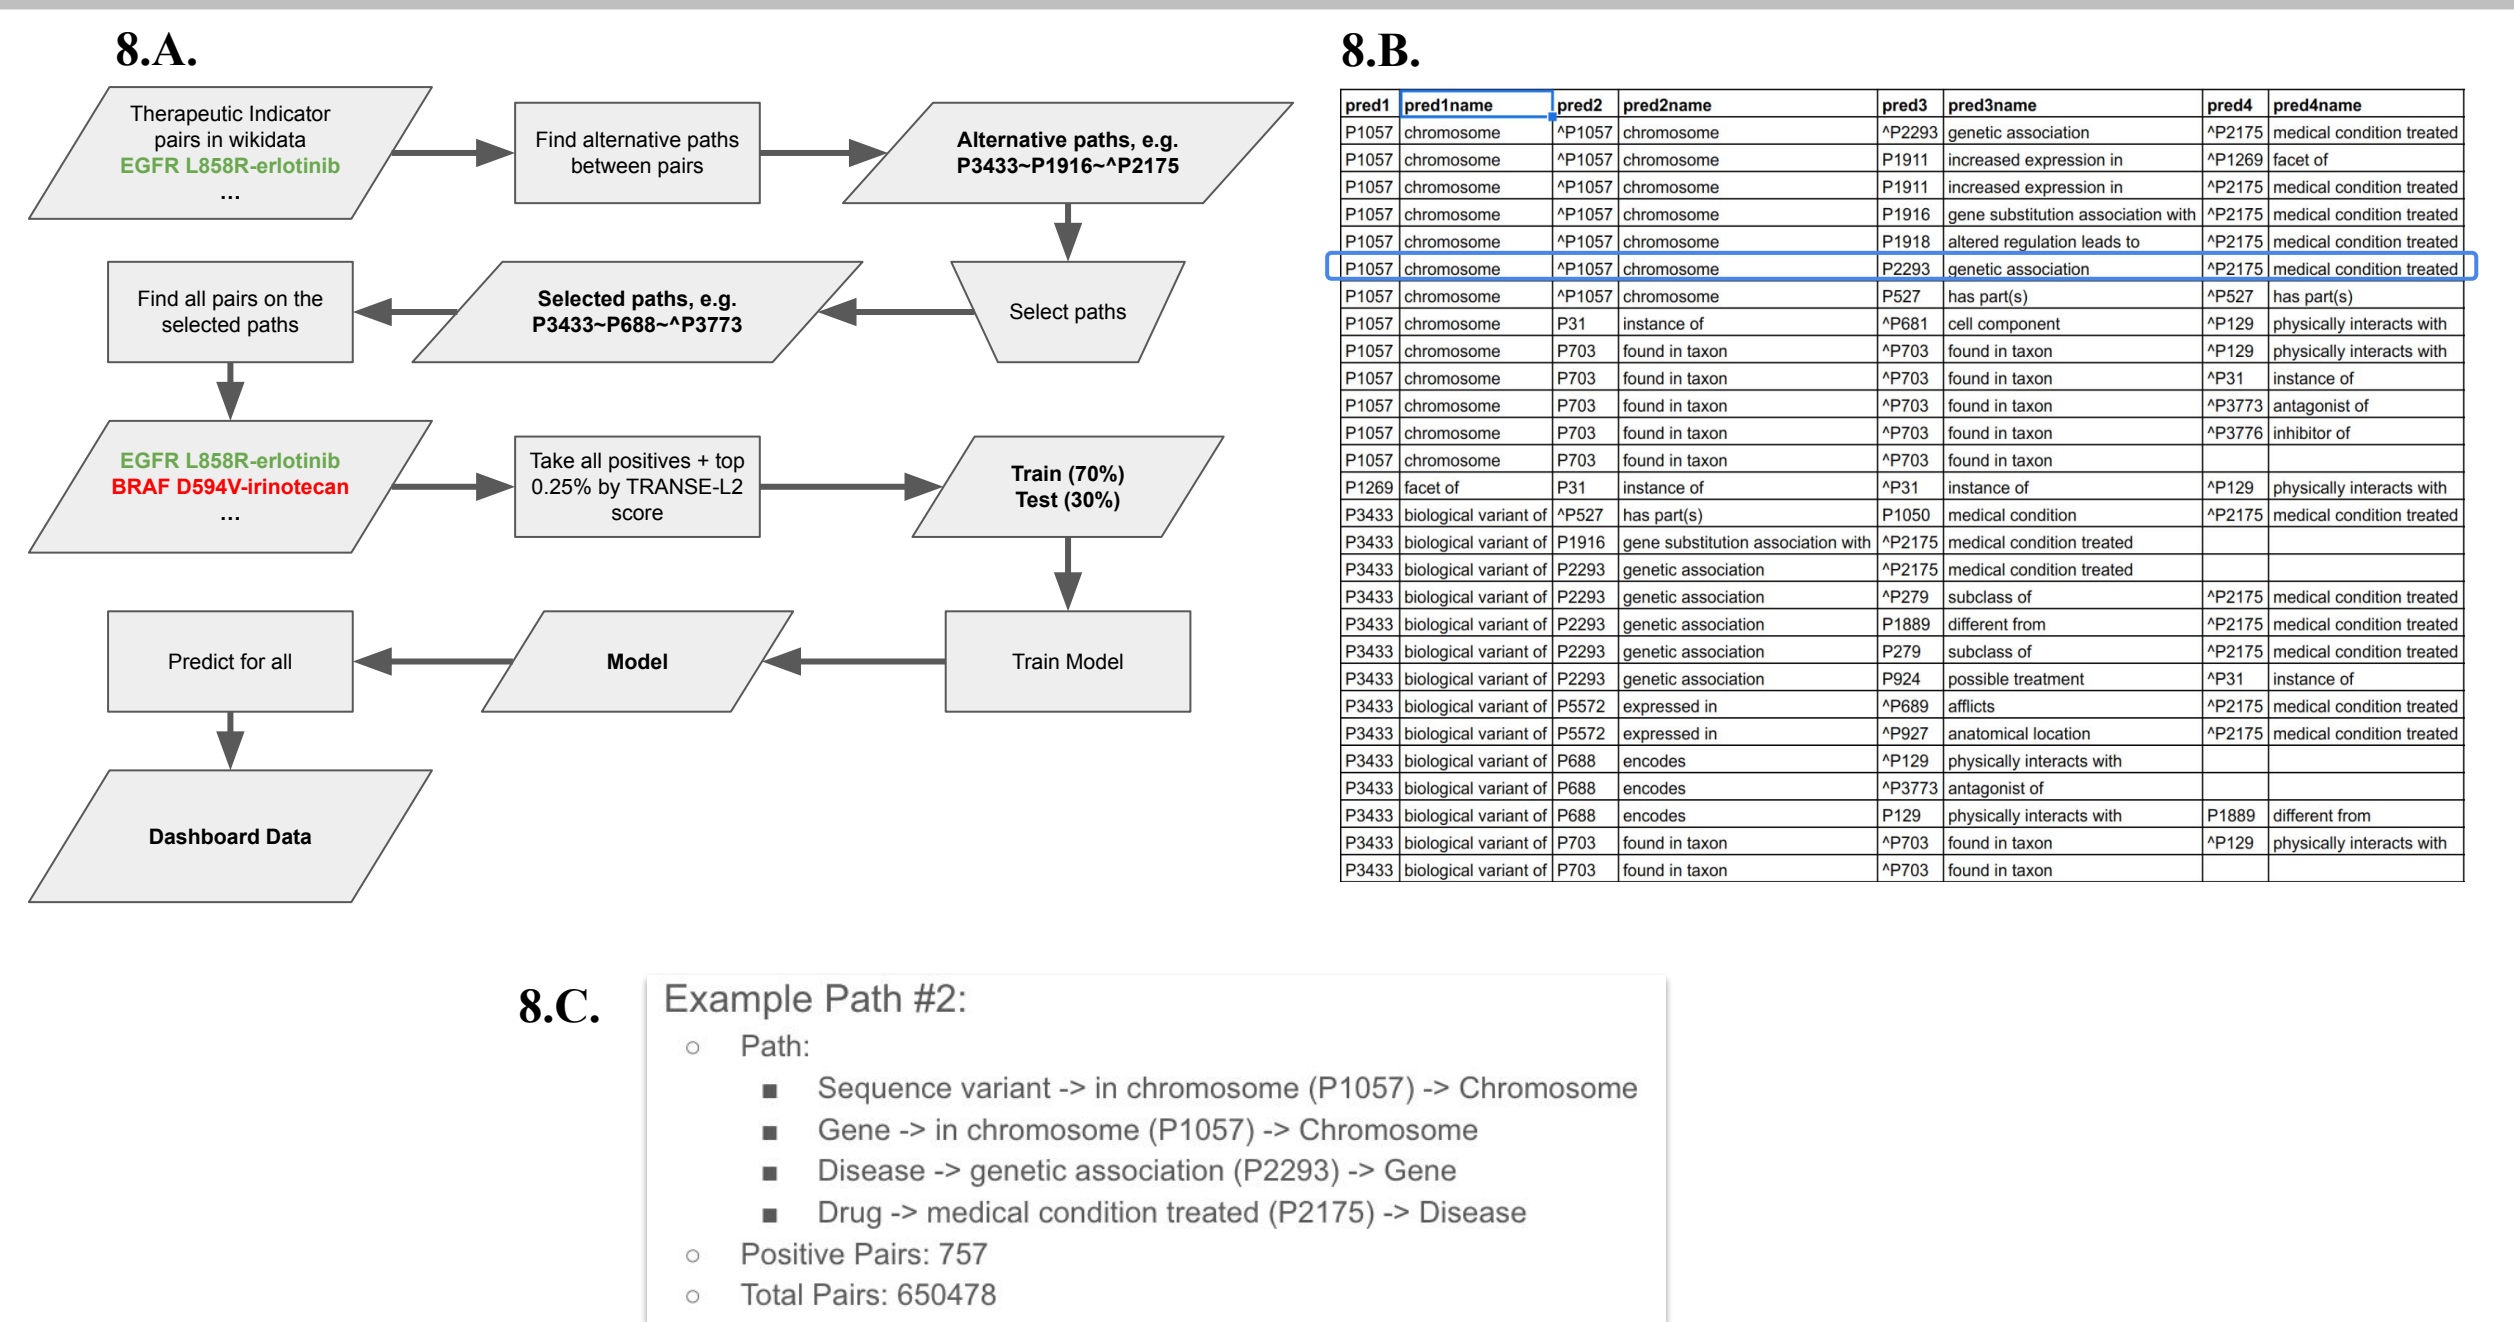 8.A.
Therapeutic Indicator
pairs in wikidata
EGFR L858R-erlotinib
...
Find alternative paths
between pairs
Alternative paths, e.g.
P3433~P1916~^P2175
Find all pairs on the
selected paths
Selected paths, e.g.
P3433~P688~^P3773
Select paths
EGFR L858R-erlotinib
BRAF D594V-irinotecan
...
Take all positives + top
0.25% by TRANSE-L2
score
Train (70%)
Test (30%)
Predict for all
Model
Train Model
Dashboard Data
8.B.
pred1 pred1name pred2 pred2name pred3 pred3name pred4 pred4name
P1057 chromosome ^P1057 chromosome ^P2293 genetic association ^P2175 medical condition treated
P1057 chromosome ^P1057 chromosome P1911 increased expression in ^P1269 facet of
P1057 chromosome ^P1057 chromosome P1911 increased expression in ^P2175 medical condition treated
P1057 chromosome ^P1057 chromosome P1916 gene substitution association with ^P2175 medical condition treated
P1057 chromosome ^P1057 chromosome P1918 altered regulation leads to ^P2175 medical condition treated
P1057 chromosome ^P1057 chromosome P2293 genetic association ^P2175 medical condition treated
P1057 chromosome ^P1057 chromosome P527 has part(s) ^P527 has part(s)
P1057 chromosome P31 instance of ^P681 cell component ^P129 physically interacts with
P1057 chromosome P703 found in taxon ^P703 found in taxon ^P129 physically interacts with
P1057 chromosome P703 found in taxon ^P703 found in taxon ^P31 instance of
P1057 chromosome P703 found in taxon ^P703 found in taxon ^P3773 antagonist of
P1057 chromosome P703 found in taxon ^P703 found in taxon ^P3776 inhibitor of
P1057 chromosome P703 found in taxon ^P703 found in taxon
P1269 facet of P31 instance of ^P31 instance of ^P129 physically interacts with
P3433 biological variant of ^P527 has part(s) P1050 medical condition ^P2175 medical condition treated
P3433 biological variant of P1916 gene substitution association with ^P2175 medical condition treated
P3433 biological variant of P2293 genetic association ^P2175 medical condition treated
P3433 biological variant of P2293 genetic association ^P279 subclass of ^P2175 medical condition treated
P3433 biological variant of P2293 genetic association P1889 different from ^P2175 medical condition treated
P3433 biological variant of P2293 genetic association P279 subclass of ^P2175 medical condition treated
P3433 biological variant of P2293 genetic association P924 possible treatment ^P31 instance of
P3433 biological variant of P5572 expressed in ^P689 afflicts ^P2175 medical condition treated
P3433 biological variant of P5572 expressed in ^P927 anatomical location ^P2175 medical condition treated
P3433 biological variant of P688 encodes ^P129 physically interacts with
P3433 biological variant of P688 encodes ^P3773 antagonist of
P3433 biological variant of P688 encodes P129 physically interacts with P1889 different from
P3433 biological variant of P703 found in taxon ^P703 found in taxon ^P129 physically interacts with
P3433 biological variant of P703 found in taxon ^P703 found in taxon
8.C.
Example Path #2:
○ Path:
■ Sequence variant -> in chromosome (P1057) -> Chromosome
■ Gene -> in chromosome (P1057) -> Chromosome
■ Disease -> genetic association (P2293) -> Gene
■ Drug -> medical condition treated (P2175) -> Disease
○ Positive Pairs: 757
○ Total Pairs: 650478